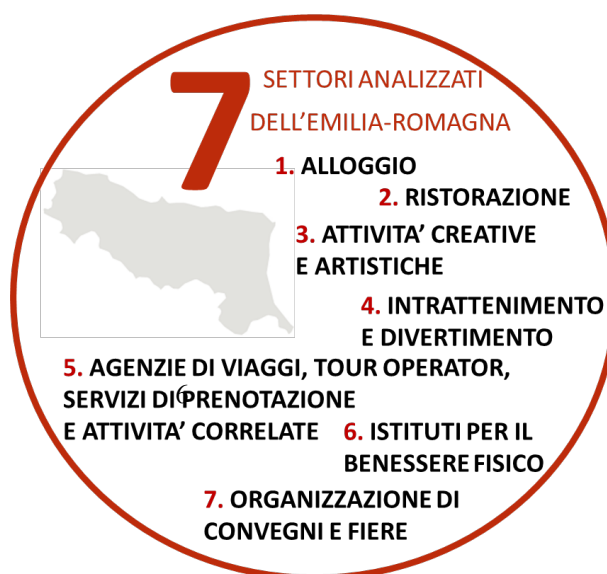 7 SETTORI ANALIZZATI
DELL'EMILIA-ROMAGNA
1. ALLOGGIO
2. RISTORAZIONE
3. ATTIVITA' CREATIVE
E ARTISTICHE
4. INTRATTENIMENTO
E DIVERTIMENTO
5. AGENZIE DI VIAGGI, TOUR OPERATOR,
SERVIZI DI PRENOTAZIONE
6
E ATTIVITA' CORRELATE
6. ISTITUTI PER IL
BENESSERE FISICO
7. ORGANIZZAZIONE DI
CONVEGNI E FIERE